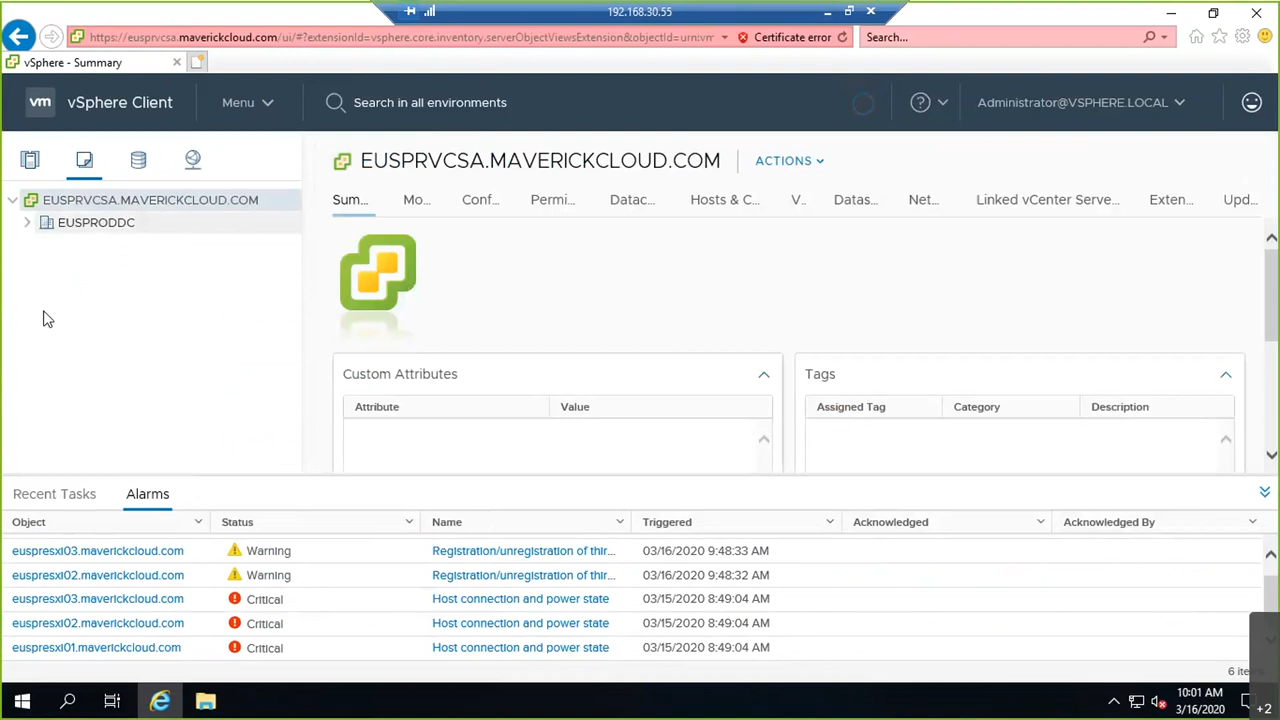 192.168.30.55
https://eusprvcsa.maverickcloud.com/ui/#?extensionId=vsphere.core.inventory.serverObjectViewsExtension&objectId=urn:vm
Certificate error
Search...
vSphere - Summary
vm
vSphere Client
Menu
Search in all environments
Administrator@VSPHERE.LOCAL
EUSPRVCSA.MAVERICKCLOUD.COM
EUSPRODDC
EUSPRVCSA.MAVERICKCLOUD.COM
ACTIONS
Sum... Mo... Conf... Permi... Datac... Hosts & C... V... Datas... Net... Linked vCenter Serve... Exten... Upd...
Custom Attributes
Attribute Value
Tags
Assigned Tag Category Description
Recent Tasks Alarms
Object Status Name Triggered Acknowledged Acknowledged By
euspresxi03.maverickcloud.com Warning Registration/unregistration of thir... 03/16/2020 9:48:33 AM
euspresxi02.maverickcloud.com Warning Registration/unregistration of thir... 03/16/2020 9:48:32 AM
euspresxi03.maverickcloud.com Critical Host connection and power state 03/15/2020 8:49:04 AM
euspresxi02.maverickcloud.com Critical Host connection and power state 03/15/2020 8:49:04 AM
euspresxi01.maverickcloud.com Critical Host connection and power state 03/15/2020 8:49:04 AM
10:01 AM
3/16/2020
+2